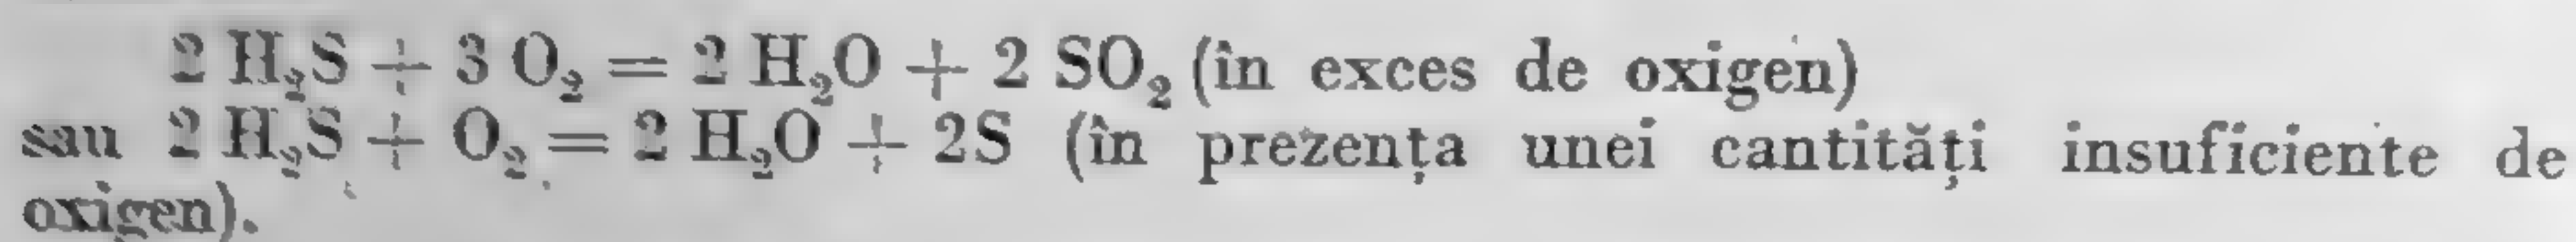 2 H₂S + 3 O₂ = 2 H₂O + 2 SO₂ (în exces de oxigen)
sau 2 H₂S + O₂ = 2 H₂O + 2S (în prezența unei cantități insuficiente de
oxigen).